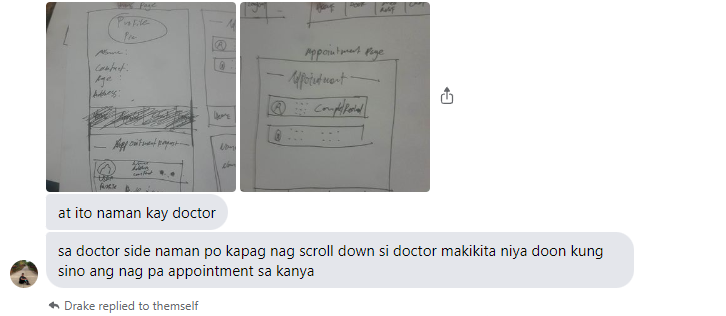 Page
Profile
Pic
Name:
Contact:
Age:
Address:
Appointment request
Appointment Page
Appointment
Completed
at ito naman kay doctor
sa doctor side naman po kapag nag scroll down si doctor makikita niya doon kung
sino ang nag pa appointment sa kanya
Drake replied to themself